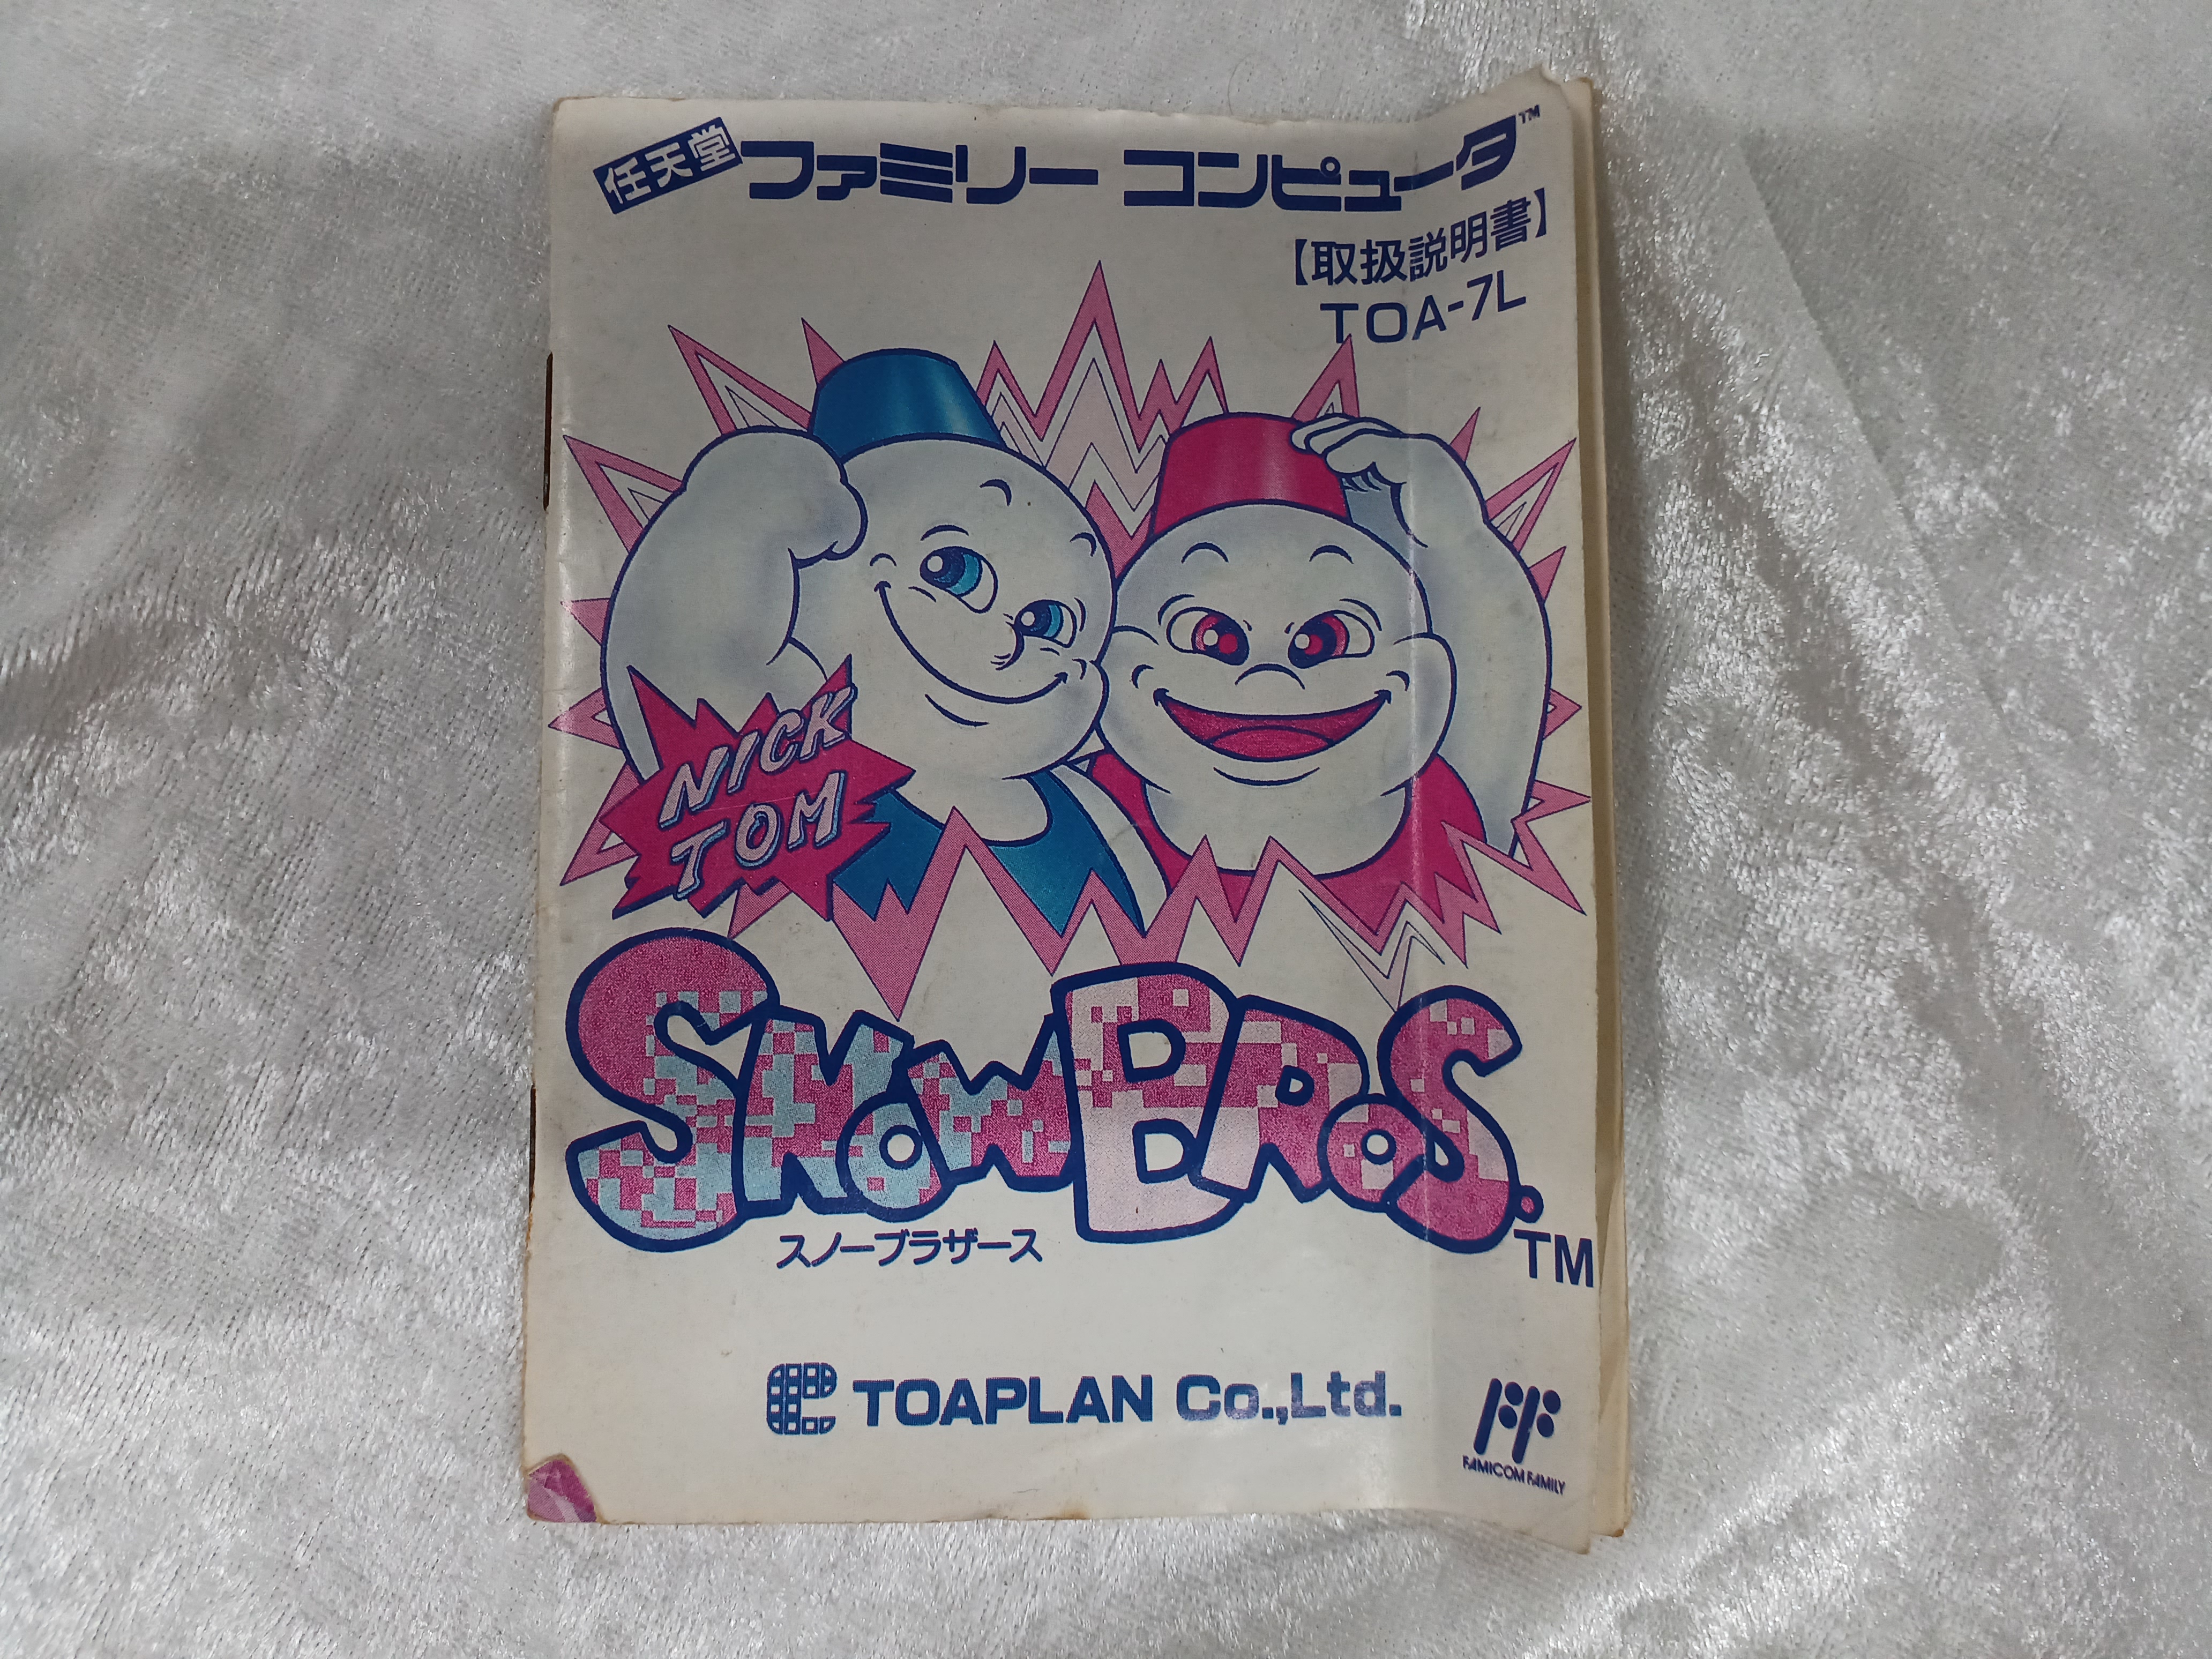 任天堂 ファミリー コンピュータ™
【取扱説明書】
TOA-7L
NICK
TOM
SNOW BROS.
TM
スノーブラザース
TOAPLAN Co.,Ltd.
FF
FAMICOM FAMILY